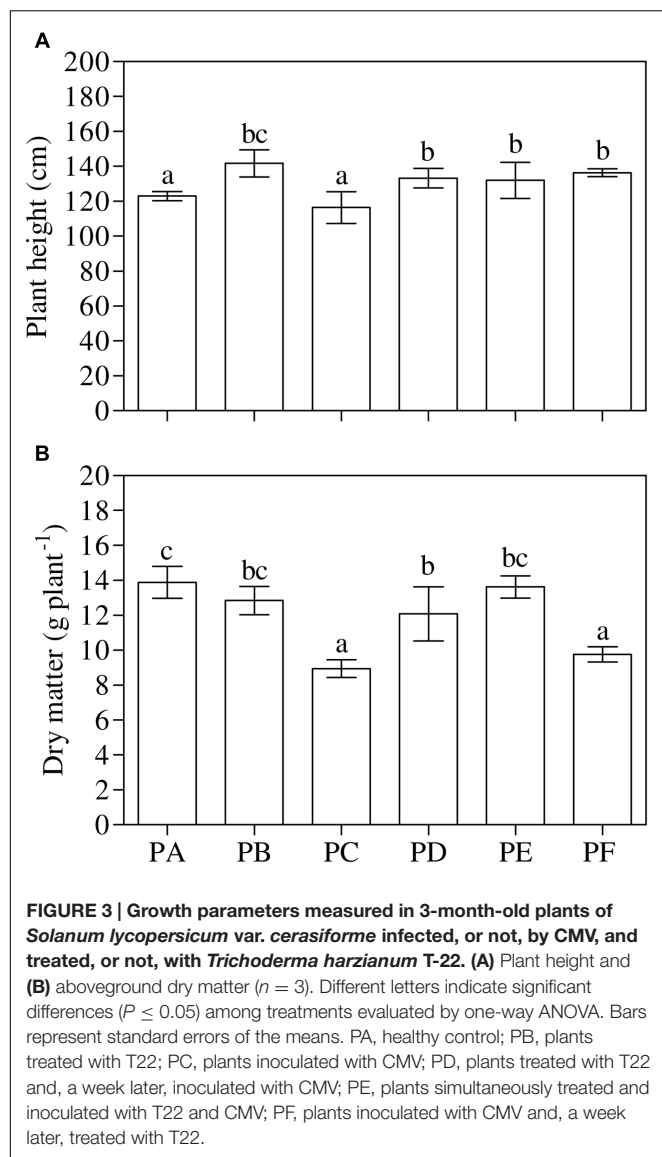 A
Plant height (cm)
200
180
160
140
120
100
80
60
40
20
0
a
bc
a
b
b
b
B
Dry matter (g plant-1)
20
18
16
14
12
10
8
6
4
2
0
c
bc
a
b
bc
a
PA PB PC PD PE PF
FIGURE 3 | Growth parameters measured in 3-month-old plants of
Solanum lycopersicum var. cerasiforme infected, or not, by CMV, and
treated, or not, with Trichoderma harzianum T-22. (A) Plant height and
(B) aboveground dry matter (n = 3). Different letters indicate significant
differences (P ≤ 0.05) among treatments evaluated by one-way ANOVA. Bars
represent standard errors of the means. PA, healthy control; PB, plants
treated with T22; PC, plants inoculated with CMV; PD, plants treated with T22
and, a week later, inoculated with CMV; PE, plants simultaneously treated and
inoculated with T22 and CMV; PF, plants inoculated with CMV and, a week
later, treated with T22.